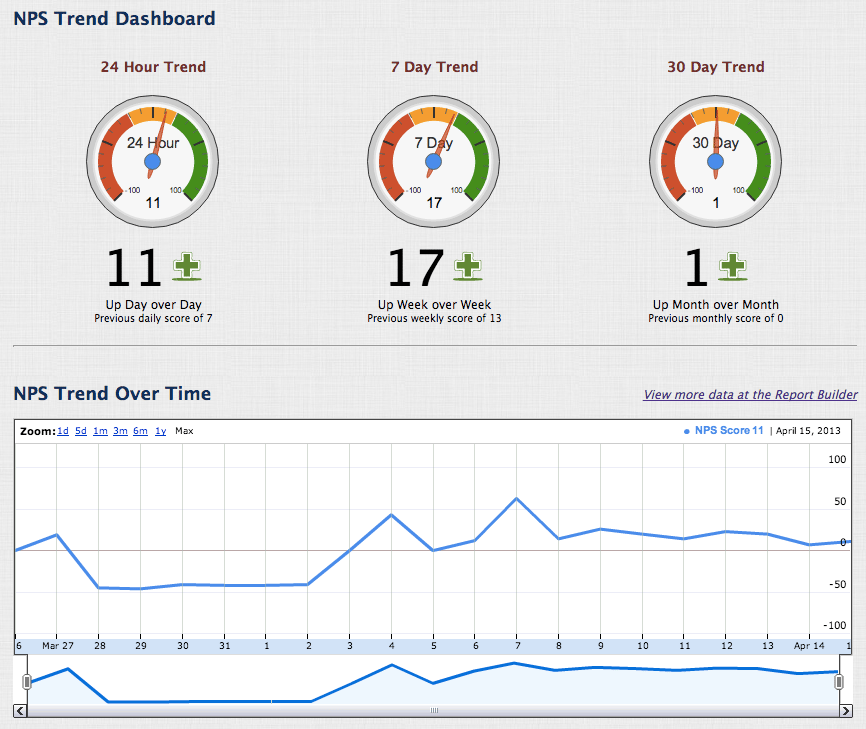 NPS Trend Dashboard
24 Hour Trend 7 Day Trend 30 Day Trend
24 Hour 7 Day 30 Day
-100 100 -100 100 -100 100
11 17 1
11 17 1
Up Day over Day Up Week over Week Up Month over Month
Previous daily score of 7 Previous weekly score of 13 Previous monthly score of 0
NPS Trend Over Time View more data at the Report Builder
Zoom: 1d 5d 1m 3m 6m 1y Max NPS Score 11 | April 15, 2013
100
50
0
-50
-100
6 Mar 27 28 29 30 31 1 2 3 4 5 6 7 8 9 10 11 12 13 Apr 14 1